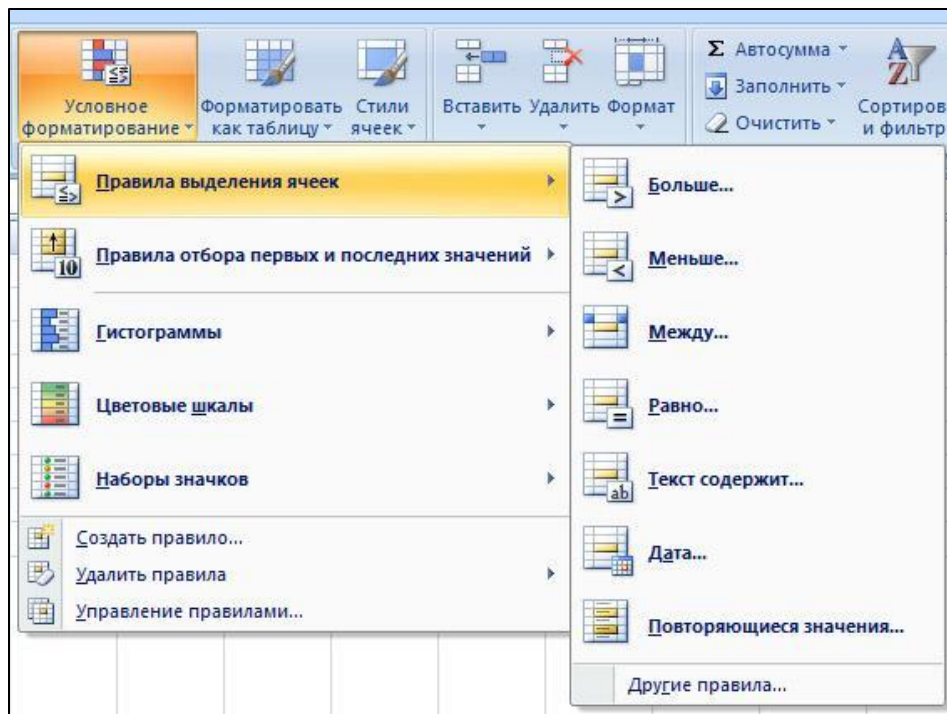 Условное форматирование
Форматировать как таблицу
Стили ячеек
Вставить
Удалить
Формат
Σ Автосумма
Заполнить
Очистить
и фильтр
Правила выделения ячеек
Правила отбора первых и последних значений
10
Гистограммы
Цветовые шкалы
Наборы значков
Создать правило...
Удалить правила
Управление правилами...
Больше...
Меньше...
Между...
Равно...
ab
Текст содержит...
Дата...
Повторяющиеся значения...
Другие правила...